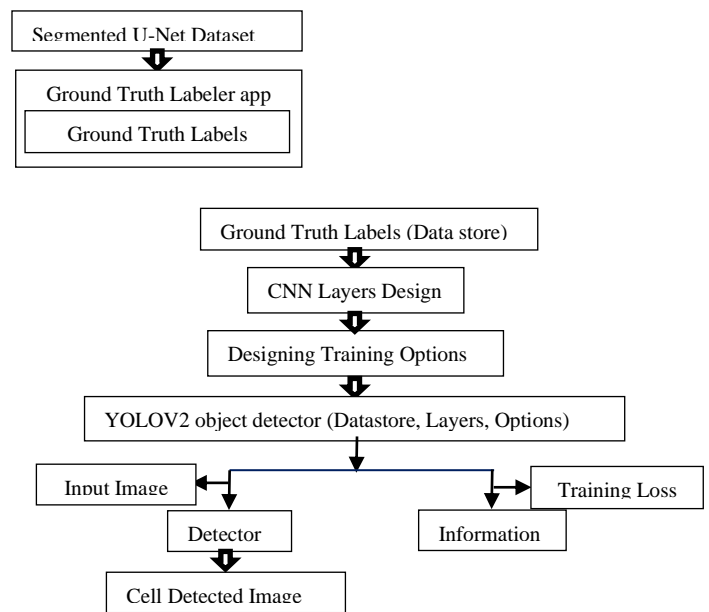 Segmented U-Net Dataset
Ground Truth Labeler app
Ground Truth Labels
Ground Truth Labels (Data store)
CNN Layers Design
Designing Training Options
YOLOV2 object detector (Datastore, Layers, Options)
Input Image
Training Loss
Detector
Information
Cell Detected Image